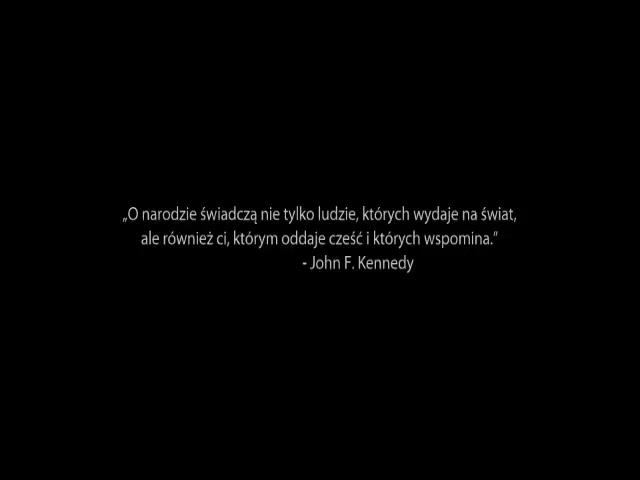 „O narodzie świadczą nie tylko ludzie, których wydaje na świat,
ale również ci, którym oddaje cześć i których wspomina.”
- John F. Kennedy